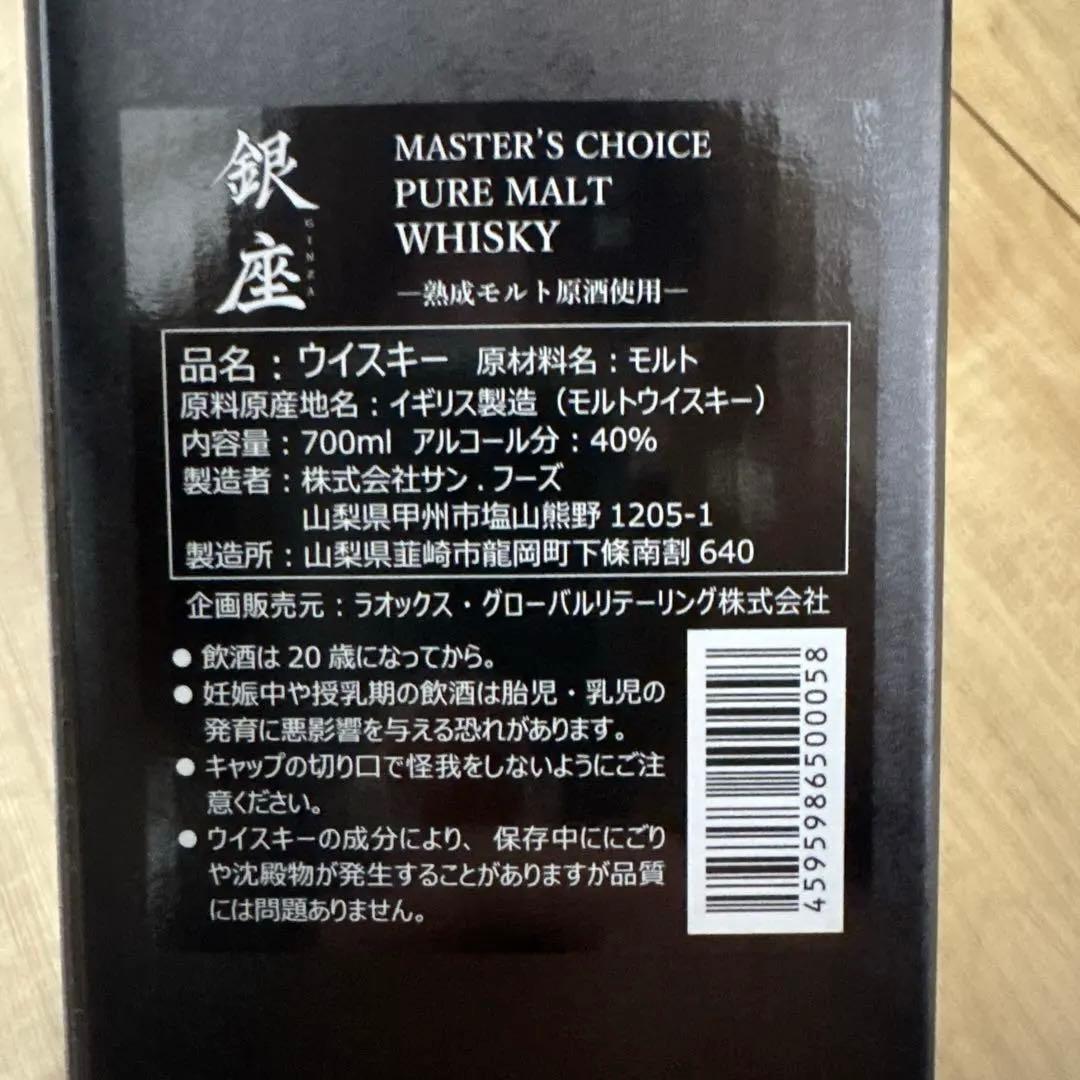 銀座
GINZA
MASTER'S CHOICE
PURE MALT
WHISKY
―熟成モルト原酒使用―
品名：ウイスキー 原材料名：モルト
原料原産地名：イギリス製造（モルトウイスキー）
内容量：700ml アルコール分：40%
製造者：株式会社サン.フーズ
山梨県甲州市塩山熊野 1205-1
製造所：山梨県韮崎市龍岡町下條南割 640
企画販売元：ラオックス・グローバルリテーリング株式会社
● 飲酒は 20 歳になってから。
● 妊娠中や授乳期の飲酒は胎児・乳児の
発育に悪影響を与える恐れがあります。
● キャップの切り口で怪我をしないようにご注
意ください。
● ウイスキーの成分により、保存中ににごり
や沈殿物が発生することがありますが品質
には問題ありません。
4595986500058